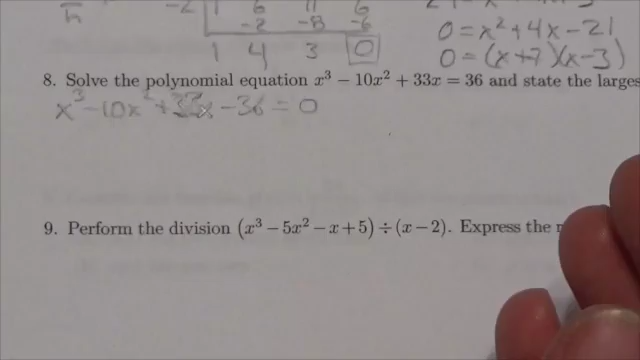 -2 1 6 11 6
-2 -8 -6
1 4 3 0
0 = x² + 4x - 21
0 = (x + 7)(x - 3)
8. Solve the polynomial equation x³ − 10x² + 33x = 36 and state the larges
x³ - 10x² + 33x - 36 = 0
9. Perform the division (x³ − 5x² − x + 5) ÷ (x − 2). Express the